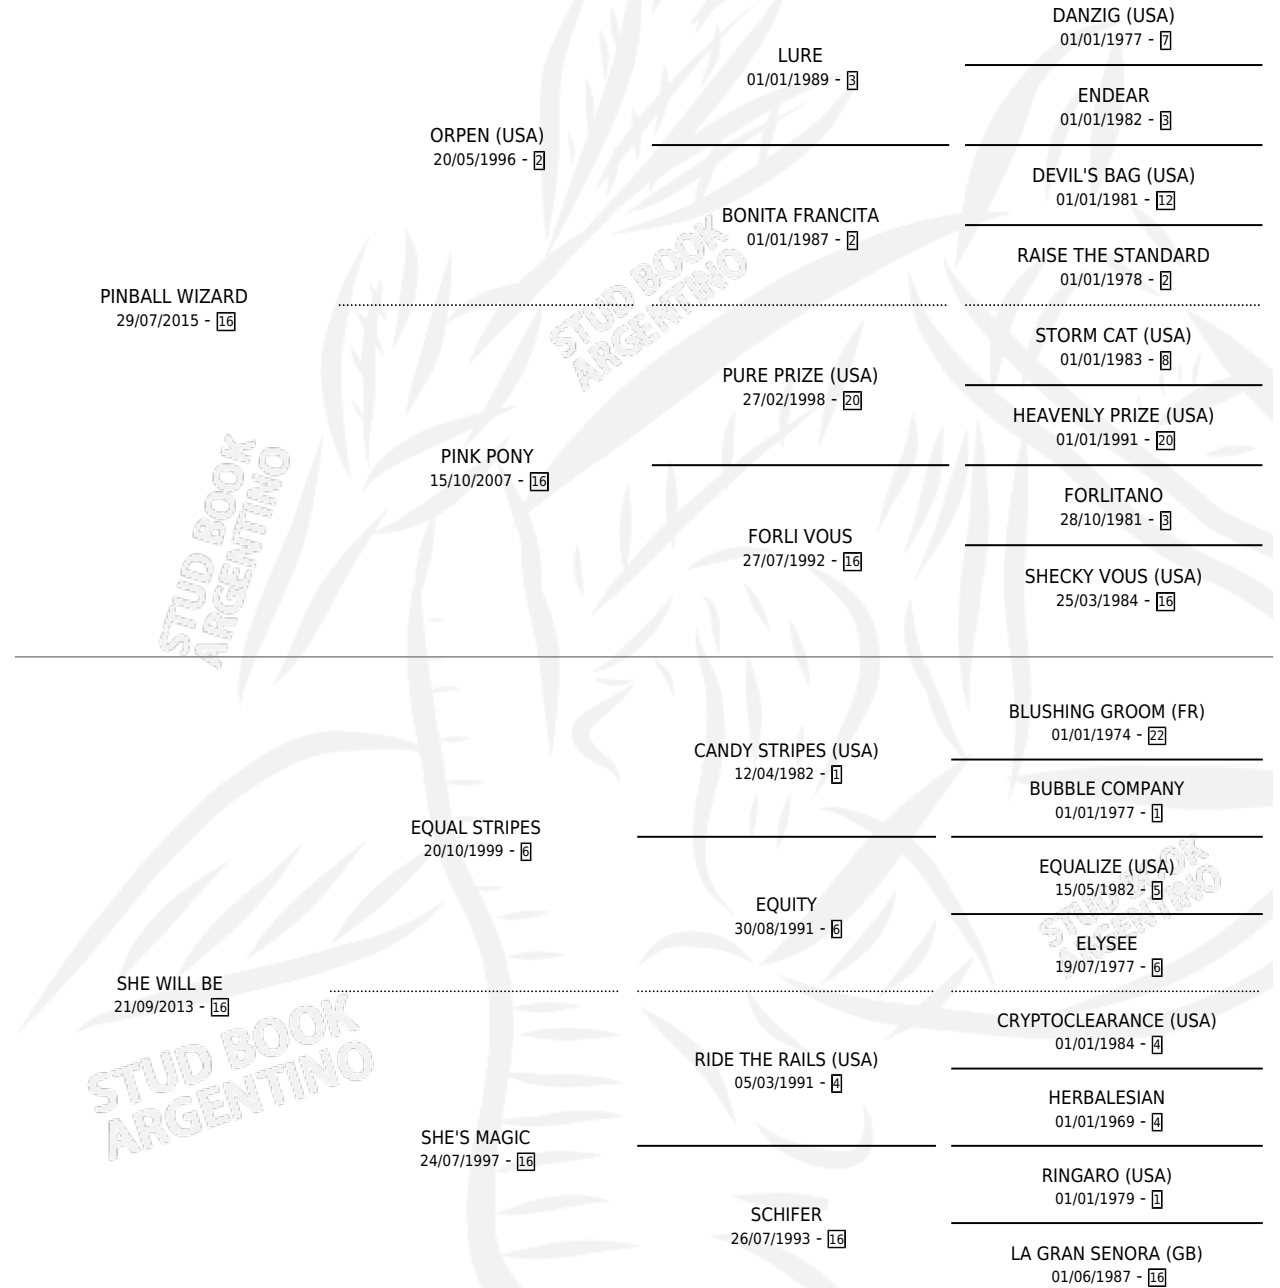 DANZIG (USA)
01/01/1977 - 7
LURE
01/01/1989 - 3
ENDEAR
01/01/1982 - 3
ORPEN (USA)
20/05/1996 - 2
DEVIL'S BAG (USA)
01/01/1981 - 12
BONITA FRANCITA
01/01/1987 - 2
RAISE THE STANDARD
01/01/1978 - 2
PINBALL WIZARD
29/07/2015 - 16
STORM CAT (USA)
01/01/1983 - 8
PURE PRIZE (USA)
27/02/1998 - 20
HEAVENLY PRIZE (USA)
01/01/1991 - 20
PINK PONY
15/10/2007 - 16
FORLITANO
28/10/1981 - 3
FORLI VOUS
27/07/1992 - 16
SHECKY VOUS (USA)
25/03/1984 - 16
BLUSHING GROOM (FR)
01/01/1974 - 22
CANDY STRIPES (USA)
12/04/1982 - 1
BUBBLE COMPANY
01/01/1977 - 1
EQUAL STRIPES
20/10/1999 - 6
EQUALIZE (USA)
15/05/1982 - 5
EQUITY
30/08/1991 - 6
ELYSEE
19/07/1977 - 6
SHE WILL BE
21/09/2013 - 16
CRYPTOCLEARANCE (USA)
01/01/1984 - 4
RIDE THE RAILS (USA)
05/03/1991 - 4
HERBALESIAN
01/01/1969 - 4
SHE'S MAGIC
24/07/1997 - 16
RINGARO (USA)
01/01/1979 - 1
SCHIFER
26/07/1993 - 16
LA GRAN SENORA (GB)
01/06/1987 - 16
STUD BOOK
ARGENTINO
STUD BOOK
ARGENTINO
STUD BOOK
ARGENTINO
STUD BOOK
ARGENTINO